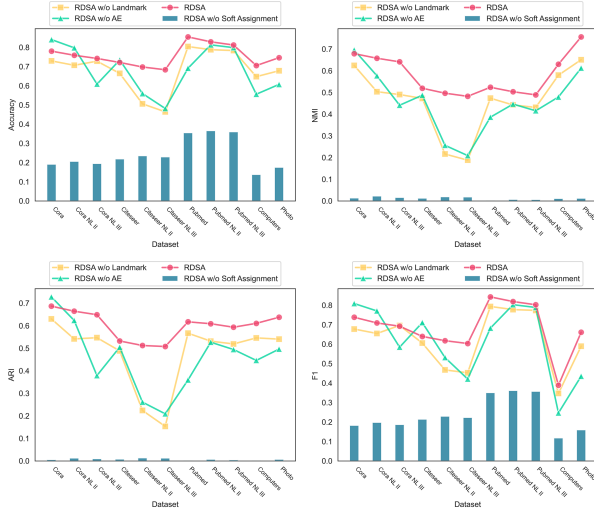 RDSA w/o Landmark
RDSA
RDSA w/o AE
RDSA w/o Soft Assignment
Accuracy
0.8
0.7
0.6
0.5
0.4
0.3
0.2
0.1
0.0
Cora
Cora NL II
Cora NL III
Citeseer
Citeseer NL II
Citeseer NL III
Pubmed
Pubmed NL II
Pubmed NL III
Computers
Photo
Dataset
RDSA w/o Landmark
RDSA
RDSA w/o AE
RDSA w/o Soft Assignment
NMI
0.7
0.6
0.5
0.4
0.3
0.2
0.1
0.0
Cora
Cora NL II
Cora NL III
Citeseer
Citeseer NL II
Citeseer NL III
Pubmed
Pubmed NL II
Pubmed NL III
Computers
Photo
Dataset
RDSA w/o Landmark
RDSA
RDSA w/o AE
RDSA w/o Soft Assignment
ARI
0.7
0.6
0.5
0.4
0.3
0.2
0.1
0.0
Cora
Cora NL II
Cora NL III
Citeseer
Citeseer NL II
Citeseer NL III
Pubmed
Pubmed NL II
Pubmed NL III
Computers
Photo
Dataset
RDSA w/o Landmark
RDSA
RDSA w/o AE
RDSA w/o Soft Assignment
F1
0.8
0.7
0.6
0.5
0.4
0.3
0.2
0.1
0.0
Cora
Cora NL II
Cora NL III
Citeseer
Citeseer NL II
Citeseer NL III
Pubmed
Pubmed NL II
Pubmed NL III
Computers
Photo
Dataset